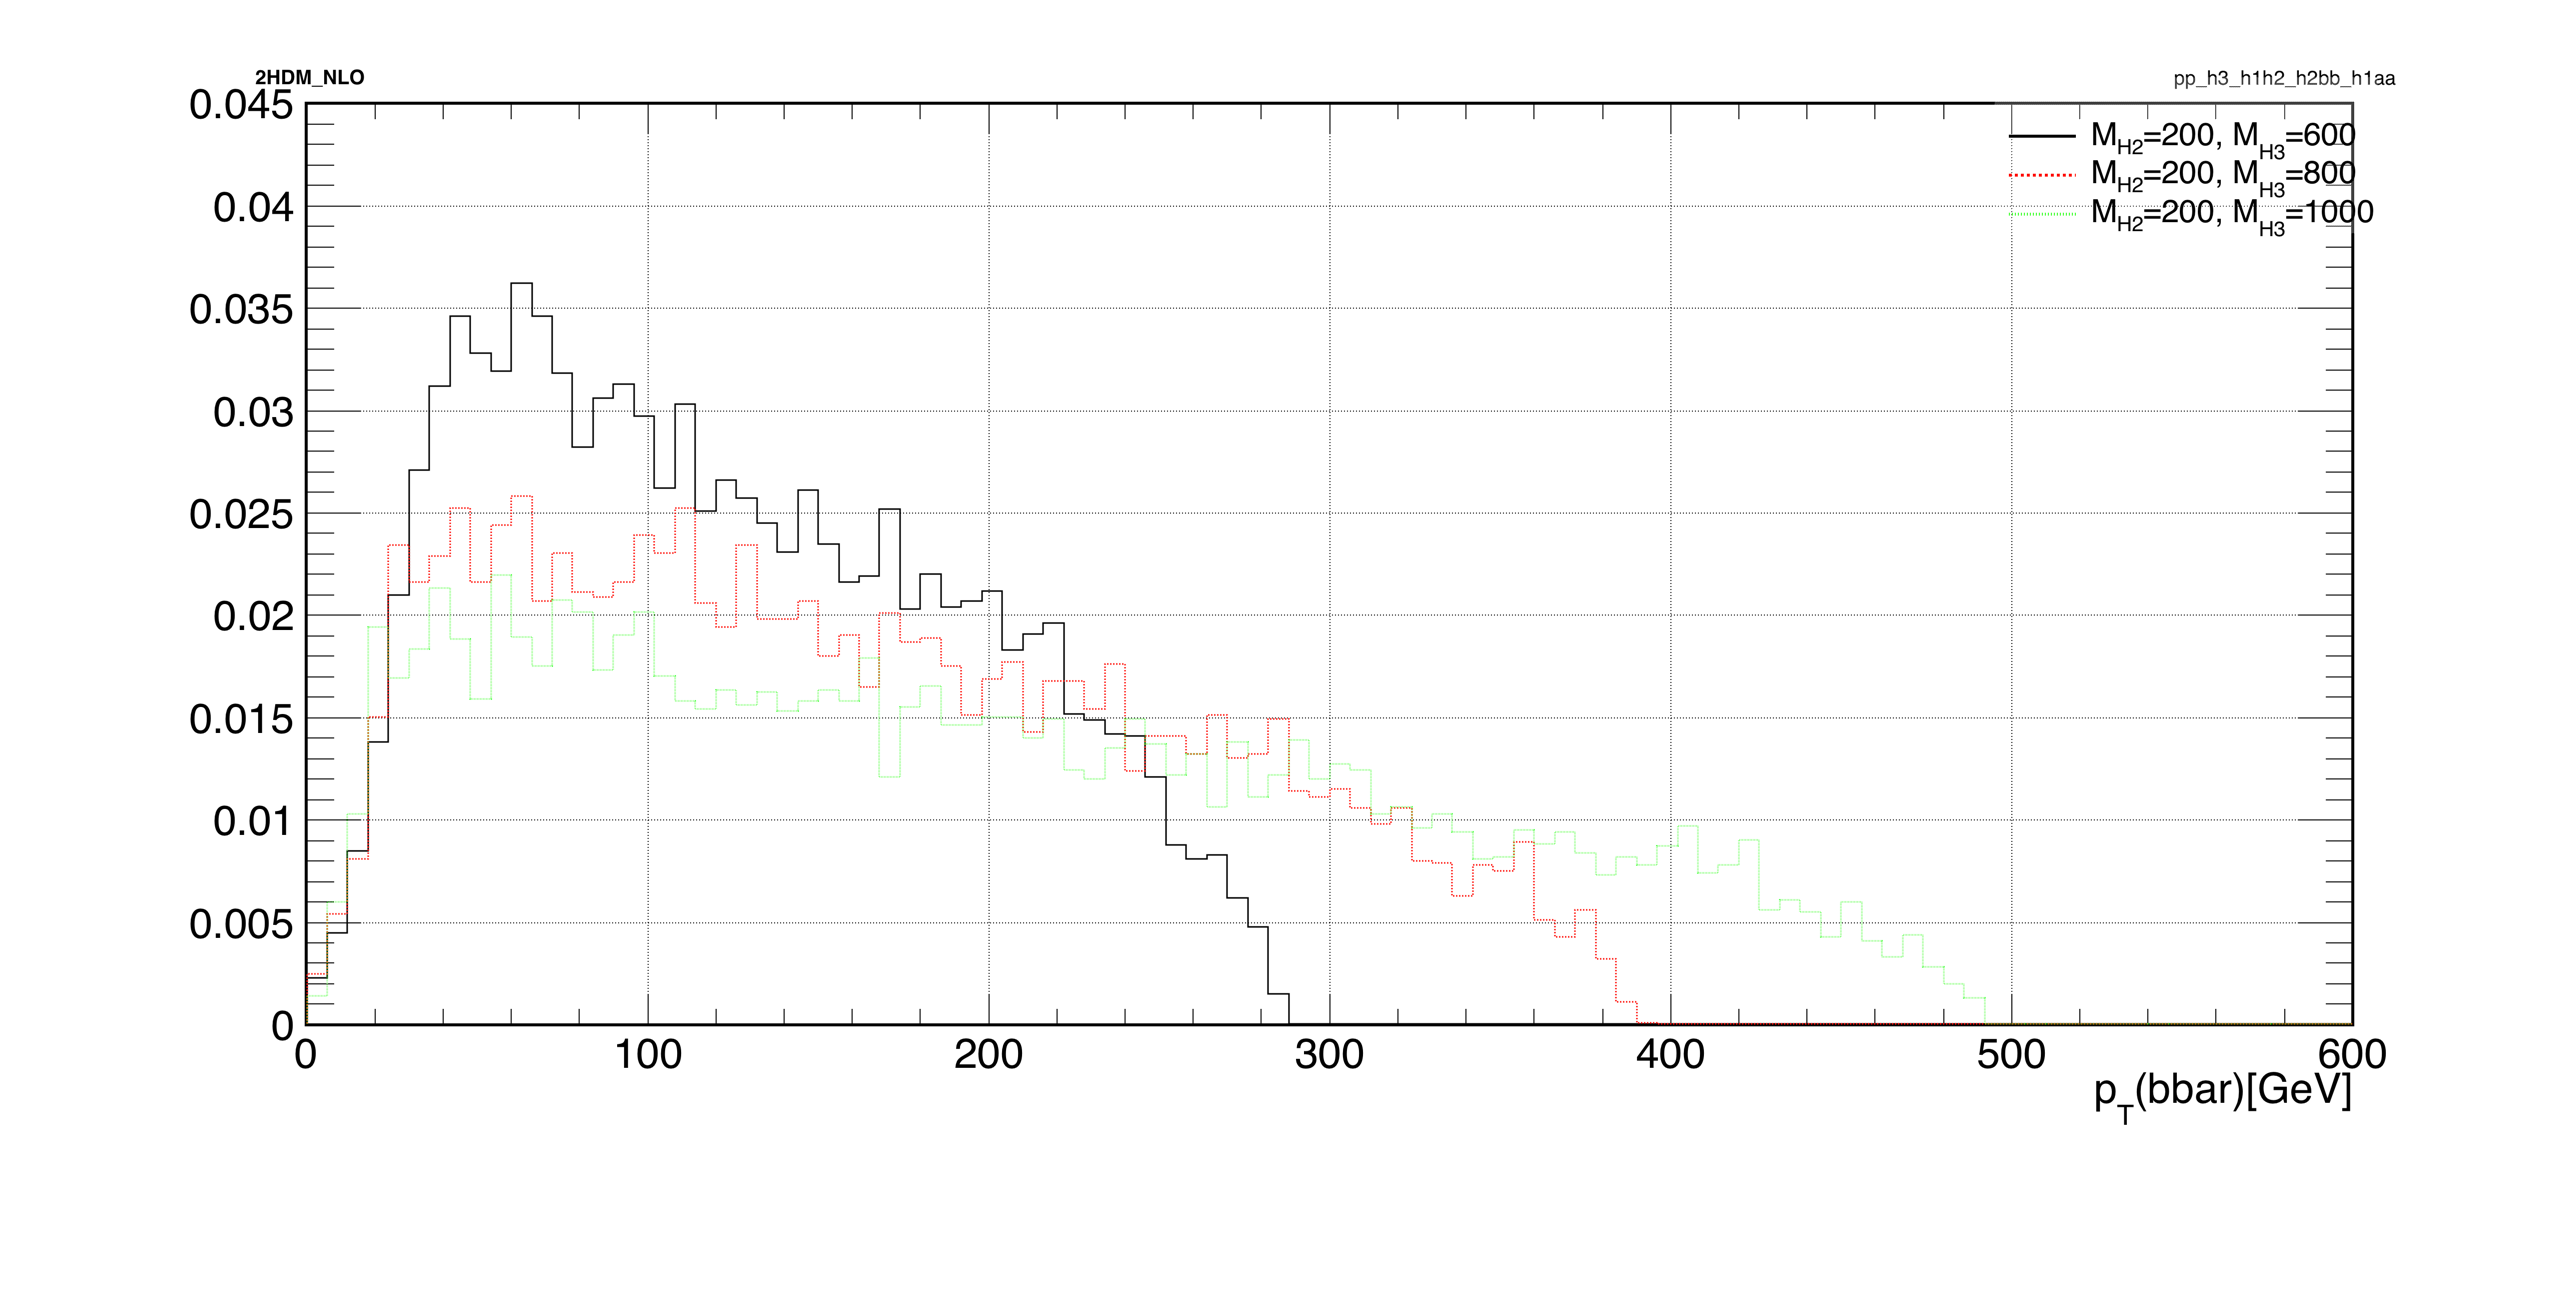 2HDM_NLO
pp_h3_h1h2_h2bb_h1aa
0.045
0.04
0.035
0.03
0.025
0.02
0.015
0.01
0.005
0
M_H2=200, M_H3=600
M_H2=200, M_H3=800
M_H2=200, M_H3=1000
0 100 200 300 400 500 600
p_T(bbar)[GeV]